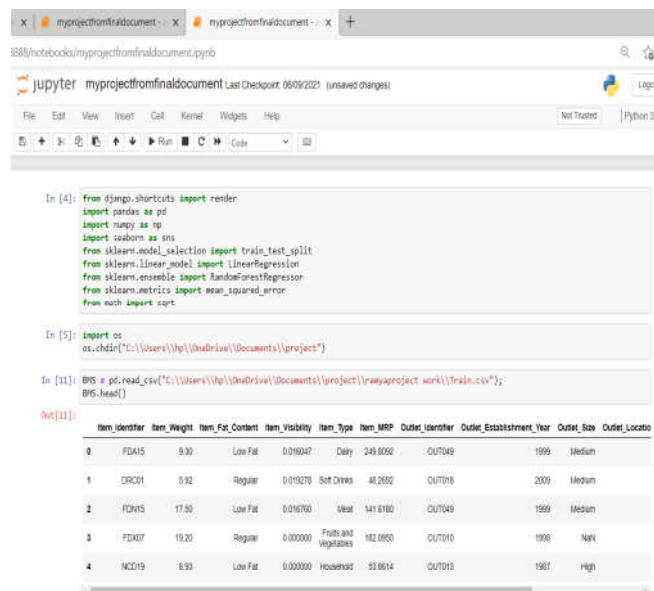 x myprojectfromfinaldocument - x myprojectfromfinaldocument - x +
8888/notebooks/myprojectfromfinaldocument.ipynb
jupyter myprojectfromfinaldocument Last Checkpoint: 06/09/2021 (unsaved changes) Logo
File Edit View Insert Cell Kernel Widgets Help Not Trusted Python 3
Run Code
In [4]: from django.shortcuts import render
import pandas as pd
import numpy as np
import seaborn as sns
from sklearn.model_selection import train_test_split
from sklearn.linear_model import LinearRegression
from sklearn.ensemble import RandomForestRegressor
from sklearn.metrics import mean_squared_error
from math import sqrt
In [5]: import os
os.chdir("C:\\Users\\hp\\OneDrive\\Documents\\project")
In [11]: BMS = pd.read_csv("C:\\Users\\hp\\OneDrive\\Documents\\project\\ramyaproject work\\Train.csv");
BMS.head()
Out[11]:
Item_Identifier Item_Weight Item_Fat_Content Item_Visibility Item_Type Item_MRP Outlet_Identifier Outlet_Establishment_Year Outlet_Size Outlet_Locatio
0 FDA15 9.30 Low Fat 0.016047 Dairy 249.8092 OUT049 1999 Medium
1 DRC01 5.92 Regular 0.019278 Soft Drinks 48.2692 OUT018 2009 Medium
2 FDN15 17.50 Low Fat 0.016760 Meat 141.6180 OUT049 1999 Medium
3 FDX07 19.20 Regular 0.000000 Fruits and Vegetables 182.0950 OUT010 1998 NaN
4 NCD19 8.93 Low Fat 0.000000 Household 53.8614 OUT013 1987 High